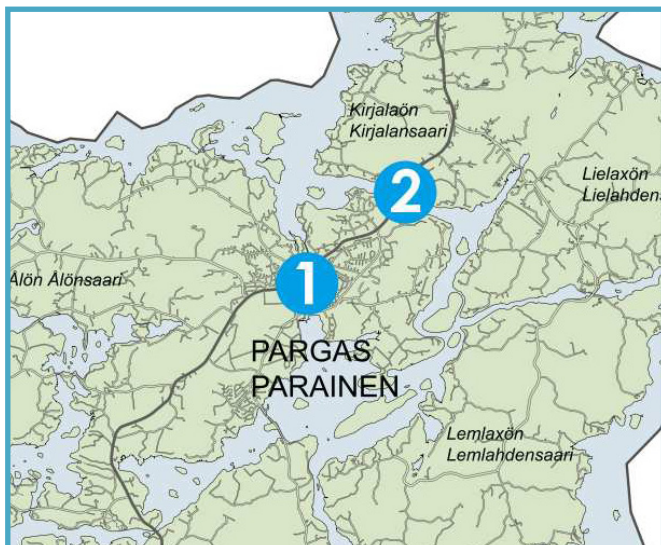 Kirjalaön
Kirjalansaari
2
Lielaxön
Lielahdens
Ålön Ålönsaari
1
PARGAS
PARAINEN
Lemlaxön
Lemlahdensaari